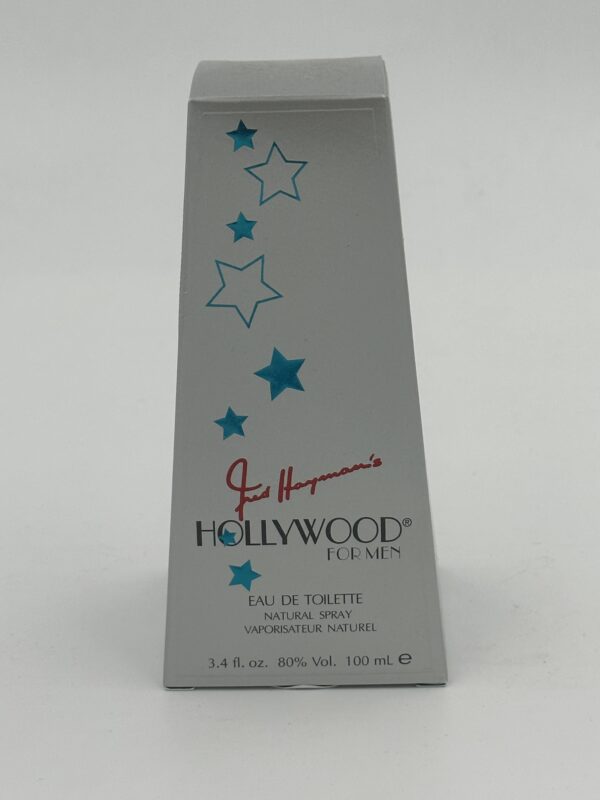 Fred Hayman's
HOLLYWOOD®
FOR MEN
EAU DE TOILETTE
NATURAL SPRAY
VAPORISATEUR NATUREL
3.4 fl. oz. 80% Vol. 100 mL ℮